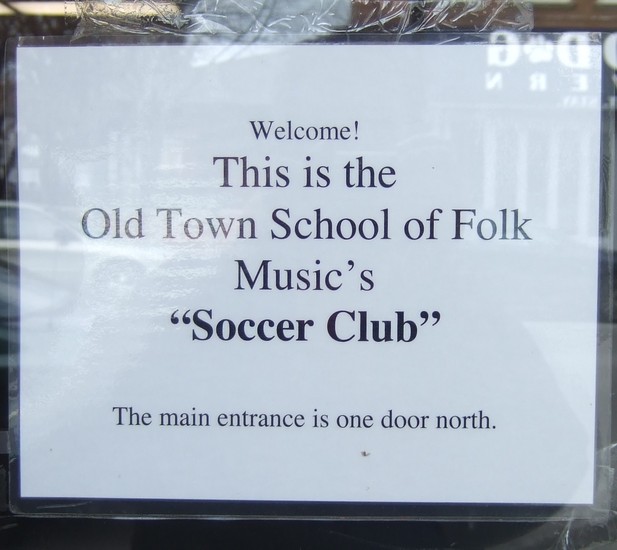 Welcome!
This is the
Old Town School of Folk
Music’s
“Soccer Club”
The main entrance is one door north.